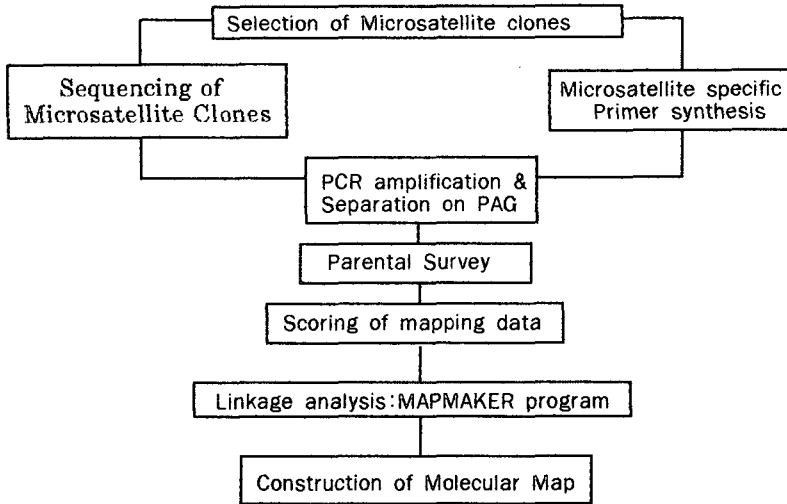 Selection of Microsatellite clones
Sequencing of
Microsatellite Clones
Microsatellite specific
Primer synthesis
PCR amplification &
Separation on PAG
Parental Survey
Scoring of mapping data
Linkage analysis:MAPMAKER program
Construction of Molecular Map